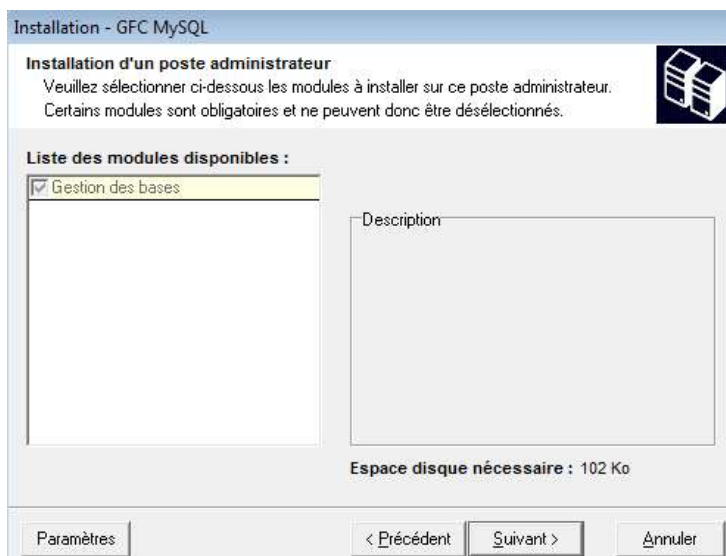 Installation - GFC MySQL
Installation d'un poste administrateur
Veuillez sélectionner ci-dessous les modules à installer sur ce poste administrateur.
Certains modules sont obligatoires et ne peuvent donc être désélectionnés.
Liste des modules disponibles :
Gestion des bases
Description
Espace disque nécessaire : 102 Ko
Paramètres
< Précédent
Suivant >
Annuler